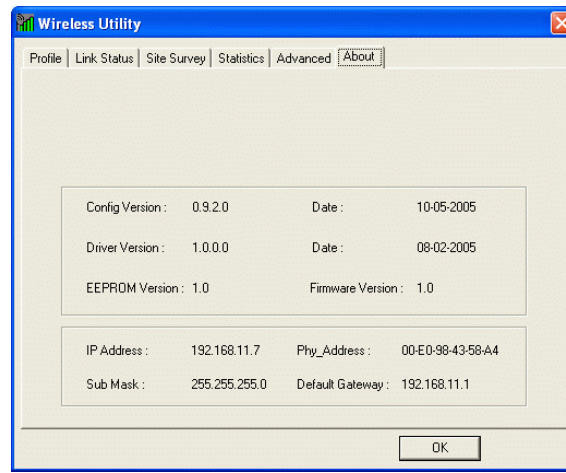 Wireless Utility
Profile Link Status Site Survey Statistics Advanced About
Config Version : 0.9.2.0 Date : 10-05-2005
Driver Version : 1.0.0.0 Date : 08-02-2005
EEPROM Version : 1.0 Firmware Version : 1.0
IP Address : 192.168.11.7 Phy_Address : 00-E0-98-43-58-A4
Sub Mask : 255.255.255.0 Default Gateway : 192.168.11.1
OK